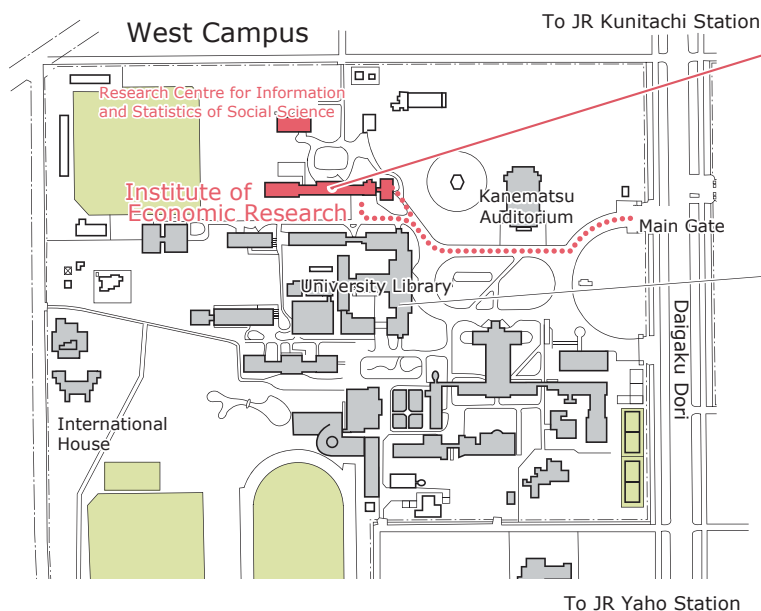 To JR Kunitachi Station
West Campus
Research Centre for Information
and Statistics of Social Science
Institute of
Economic Research
Kanematsu
Auditorium
Main Gate
University Library
Daigaku Dori
International
House
To JR Yaho Station